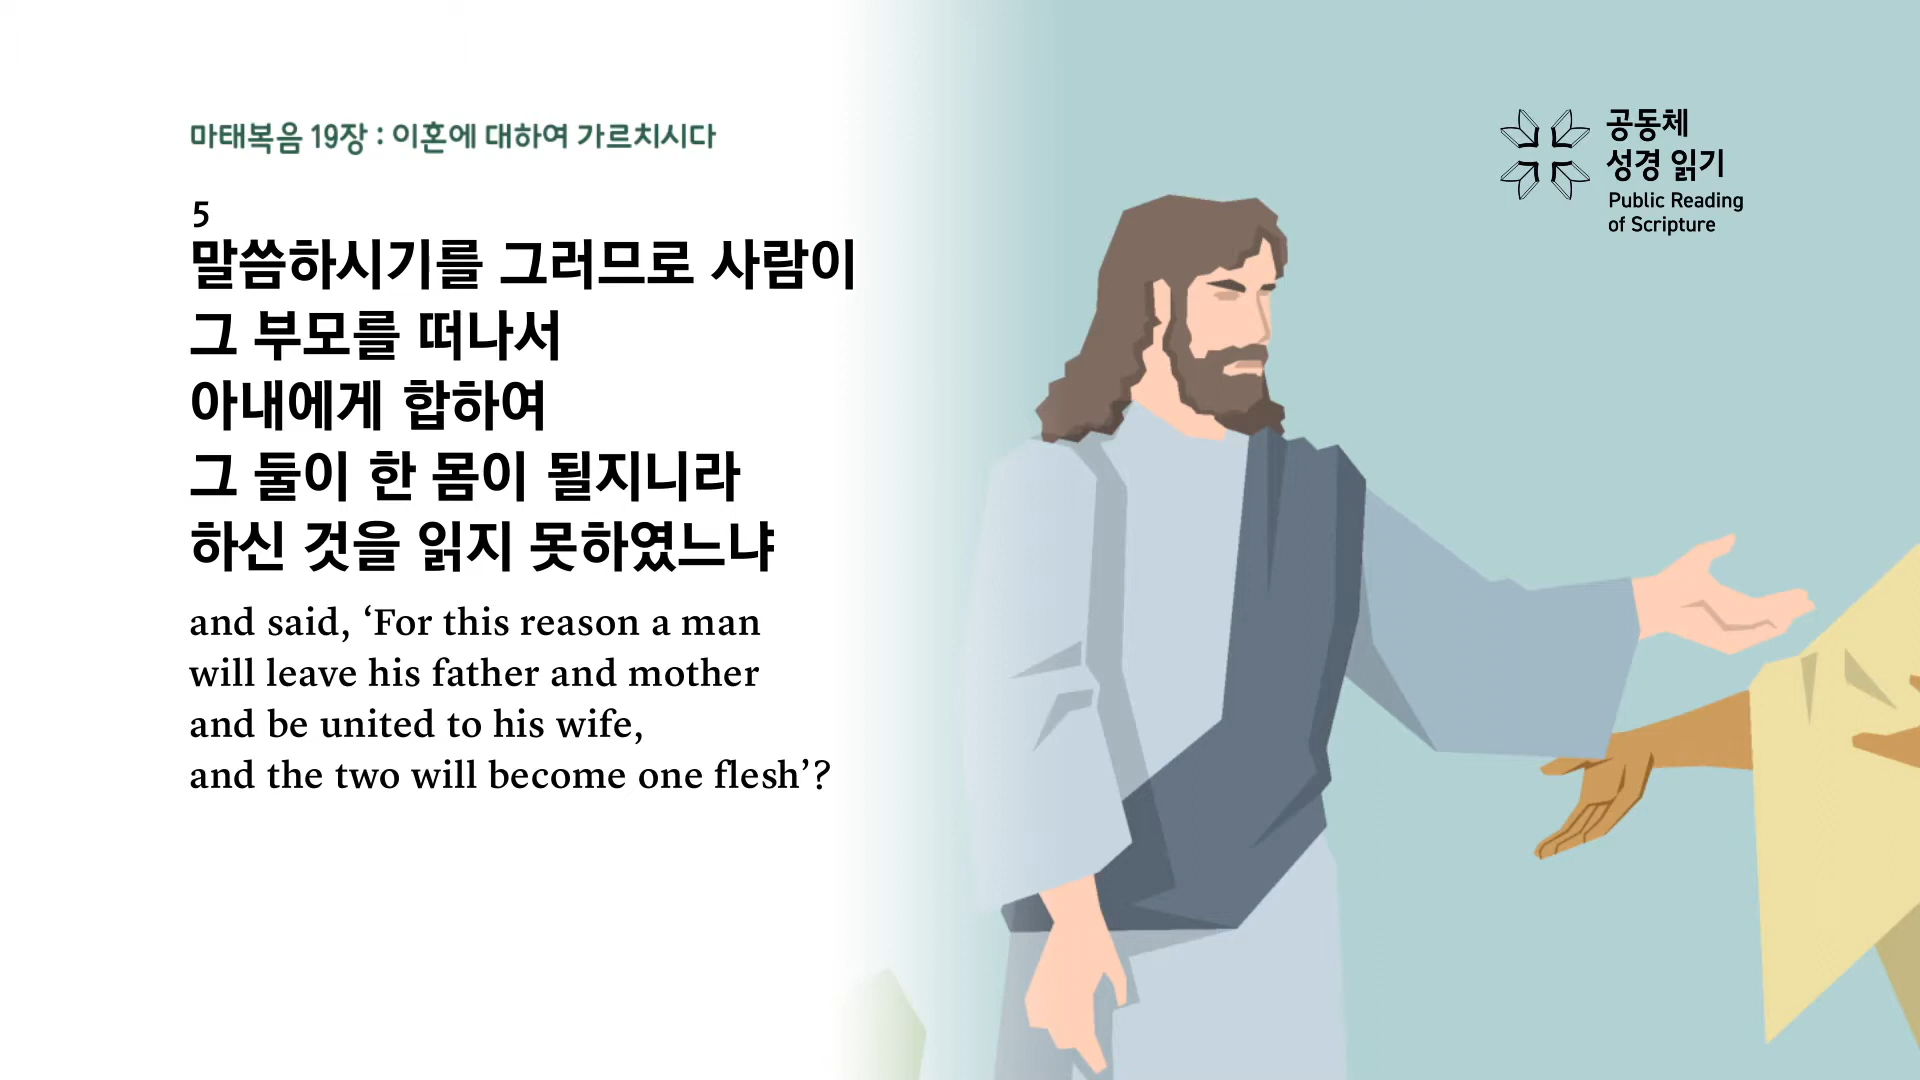 마태복음 19장 : 이혼에 대하여 가르치시다
5
말씀하시기를 그러므로 사람이
그 부모를 떠나서
아내에게 합하여
그 둘이 한 몸이 될지니라
하신 것을 읽지 못하였느냐
and said, ‘For this reason a man
will leave his father and mother
and be united to his wife,
and the two will become one flesh’?
공동체
성경 읽기
Public Reading
of Scripture